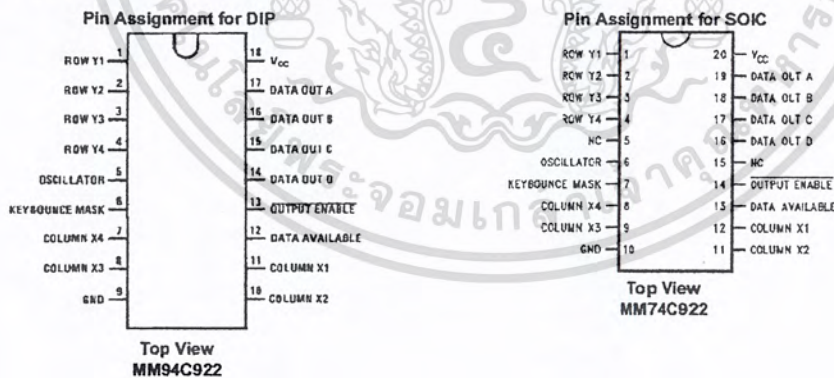 Pin Assignment for DIP
ROW Y1 1
ROW Y2 2
ROW Y3 3
ROW Y4 4
OSCILLATOR 5
KEYBOUNCE MASK 6
COLUMN X4 7
COLUMN X3 8
GND 9
18 VCC
17 DATA OUT A
16 DATA OUT B
15 DATA OUT C
14 DATA OUT D
13 OUTPUT ENABLE
12 DATA AVAILABLE
11 COLUMN X1
10 COLUMN X2
Top View
MM94C922
Pin Assignment for SOIC
ROW Y1 1
ROW Y2 2
ROW Y3 3
ROW Y4 4
NC 5
OSCILLATOR 6
KEYBOUNCE MASK 7
COLUMN X4 8
COLUMN X3 9
GND 10
20 VCC
19 DATA OUT A
18 DATA OUT B
17 DATA OUT C
16 DATA OUT D
15 NC
14 OUTPUT ENABLE
13 DATA AVAILABLE
12 COLUMN X1
11 COLUMN X2
Top View
MM74C922